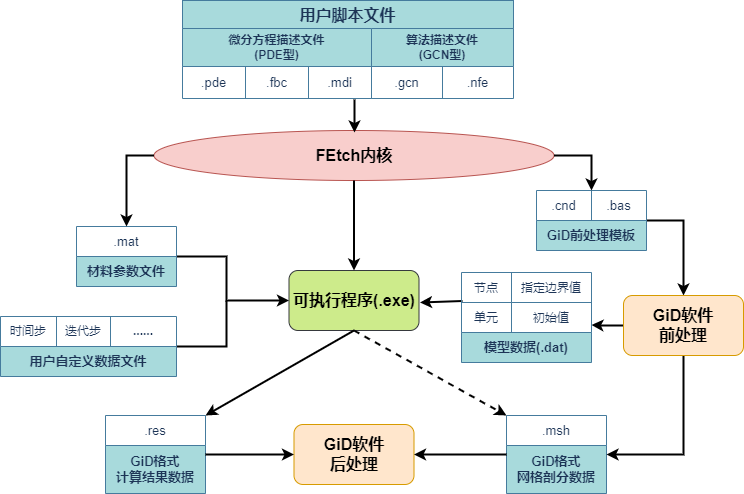 用户脚本文件
微分方程描述文件
(PDE型)
算法描述文件
(GCN型)
.pde
.fbc
.mdi
.gcn
.nfe
FEtch内核
.cnd
.bas
GiD前处理模板
.mat
材料参数文件
可执行程序(.exe)
节点
指定边界值
单元
初始值
模型数据(.dat)
GiD软件
前处理
时间步
迭代步
......
用户自定义数据文件
.res
GiD格式
计算结果数据
GiD软件
后处理
.msh
GiD格式
网格剖分数据